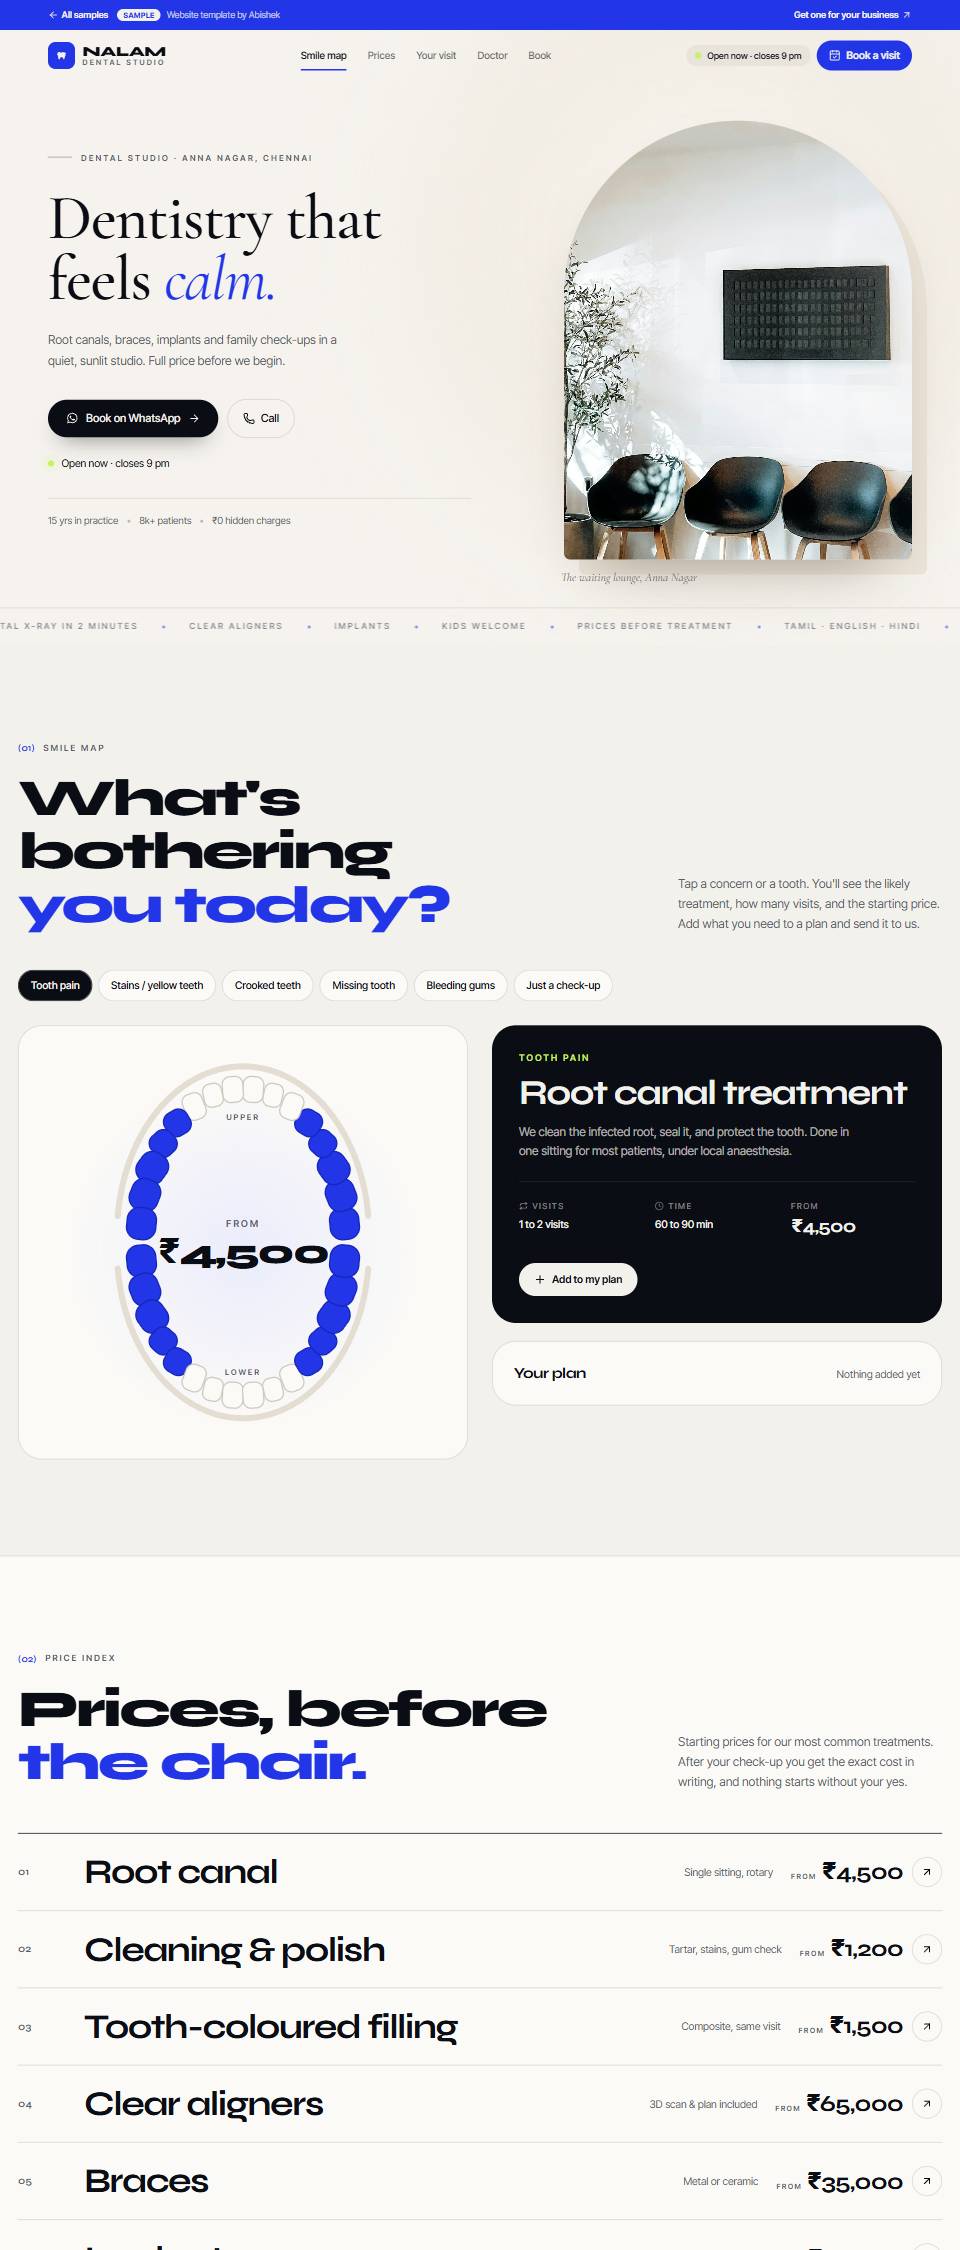 ← All samples SAMPLE Website template by Abishek Get one for your business ↗
NALAM
DENTAL STUDIO
Smile map Prices Your visit Doctor Book
Open now · closes 9 pm Book a visit
DENTAL STUDIO · ANNA NAGAR, CHENNAI
Dentistry that
feels calm.
Root canals, braces, implants and family check-ups in a
quiet, sunlit studio. Full price before we begin.
Book on WhatsApp → Call
Open now · closes 9 pm
15 yrs in practice • 8k+ patients • ₹0 hidden charges
The waiting lounge, Anna Nagar
TAL X-RAY IN 2 MINUTES • CLEAR ALIGNERS • IMPLANTS • KIDS WELCOME • PRICES BEFORE TREATMENT • TAMIL · ENGLISH · HINDI •
(01) SMILE MAP
What's
bothering
you today?
Tap a concern or a tooth. You'll see the likely
treatment, how many visits, and the starting price.
Add what you need to a plan and send it to us.
Tooth pain Stains / yellow teeth Crooked teeth Missing tooth Bleeding gums Just a check-up
UPPER
FROM
₹4,500
LOWER
TOOTH PAIN
Root canal treatment
We clean the infected root, seal it, and protect the tooth. Done in
one sitting for most patients, under local anaesthesia.
VISITS TIME FROM
1 to 2 visits 60 to 90 min ₹4,500
+ Add to my plan
Your plan Nothing added yet
(02) PRICE INDEX
Prices, before
the chair.
Starting prices for our most common treatments.
After your check-up you get the exact cost in
writing, and nothing starts without your yes.
01 Root canal Single sitting, rotary FROM ₹4,500 ↗
02 Cleaning & polish Tartar, stains, gum check FROM ₹1,200 ↗
03 Tooth-coloured filling Composite, same visit FROM ₹1,500 ↗
04 Clear aligners 3D scan & plan included FROM ₹65,000 ↗
05 Braces Metal or ceramic FROM ₹35,000 ↗